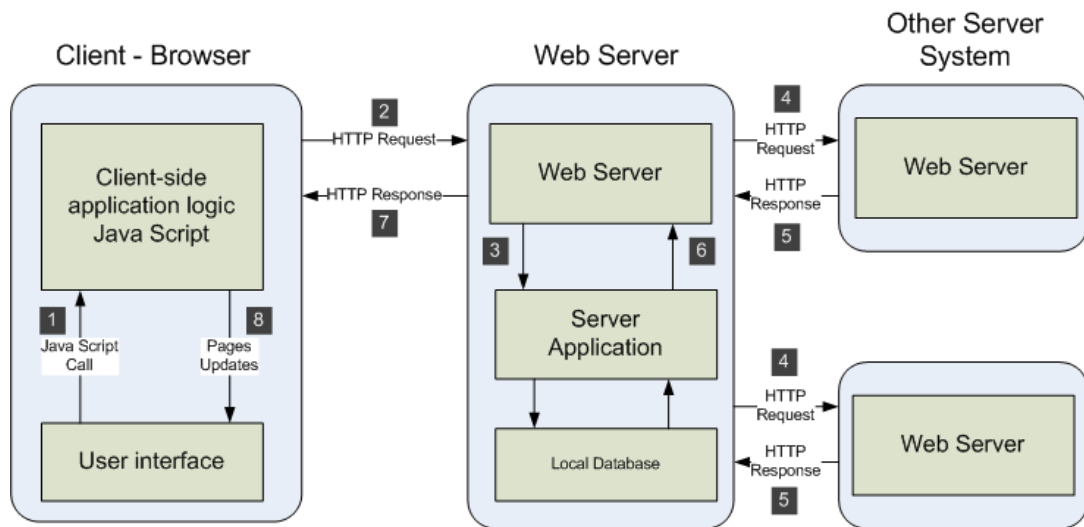 Client - Browser
Web Server
Other Server
System
Client-side
application logic
Java Script
1
Java Script
Call
8
Pages
Updates
User interface
2
HTTP Request
HTTP Response
7
Web Server
3
6
Server
Application
Local Database
4
HTTP
Request
HTTP
Response
5
Web Server
4
HTTP
Request
HTTP
Response
5
Web Server